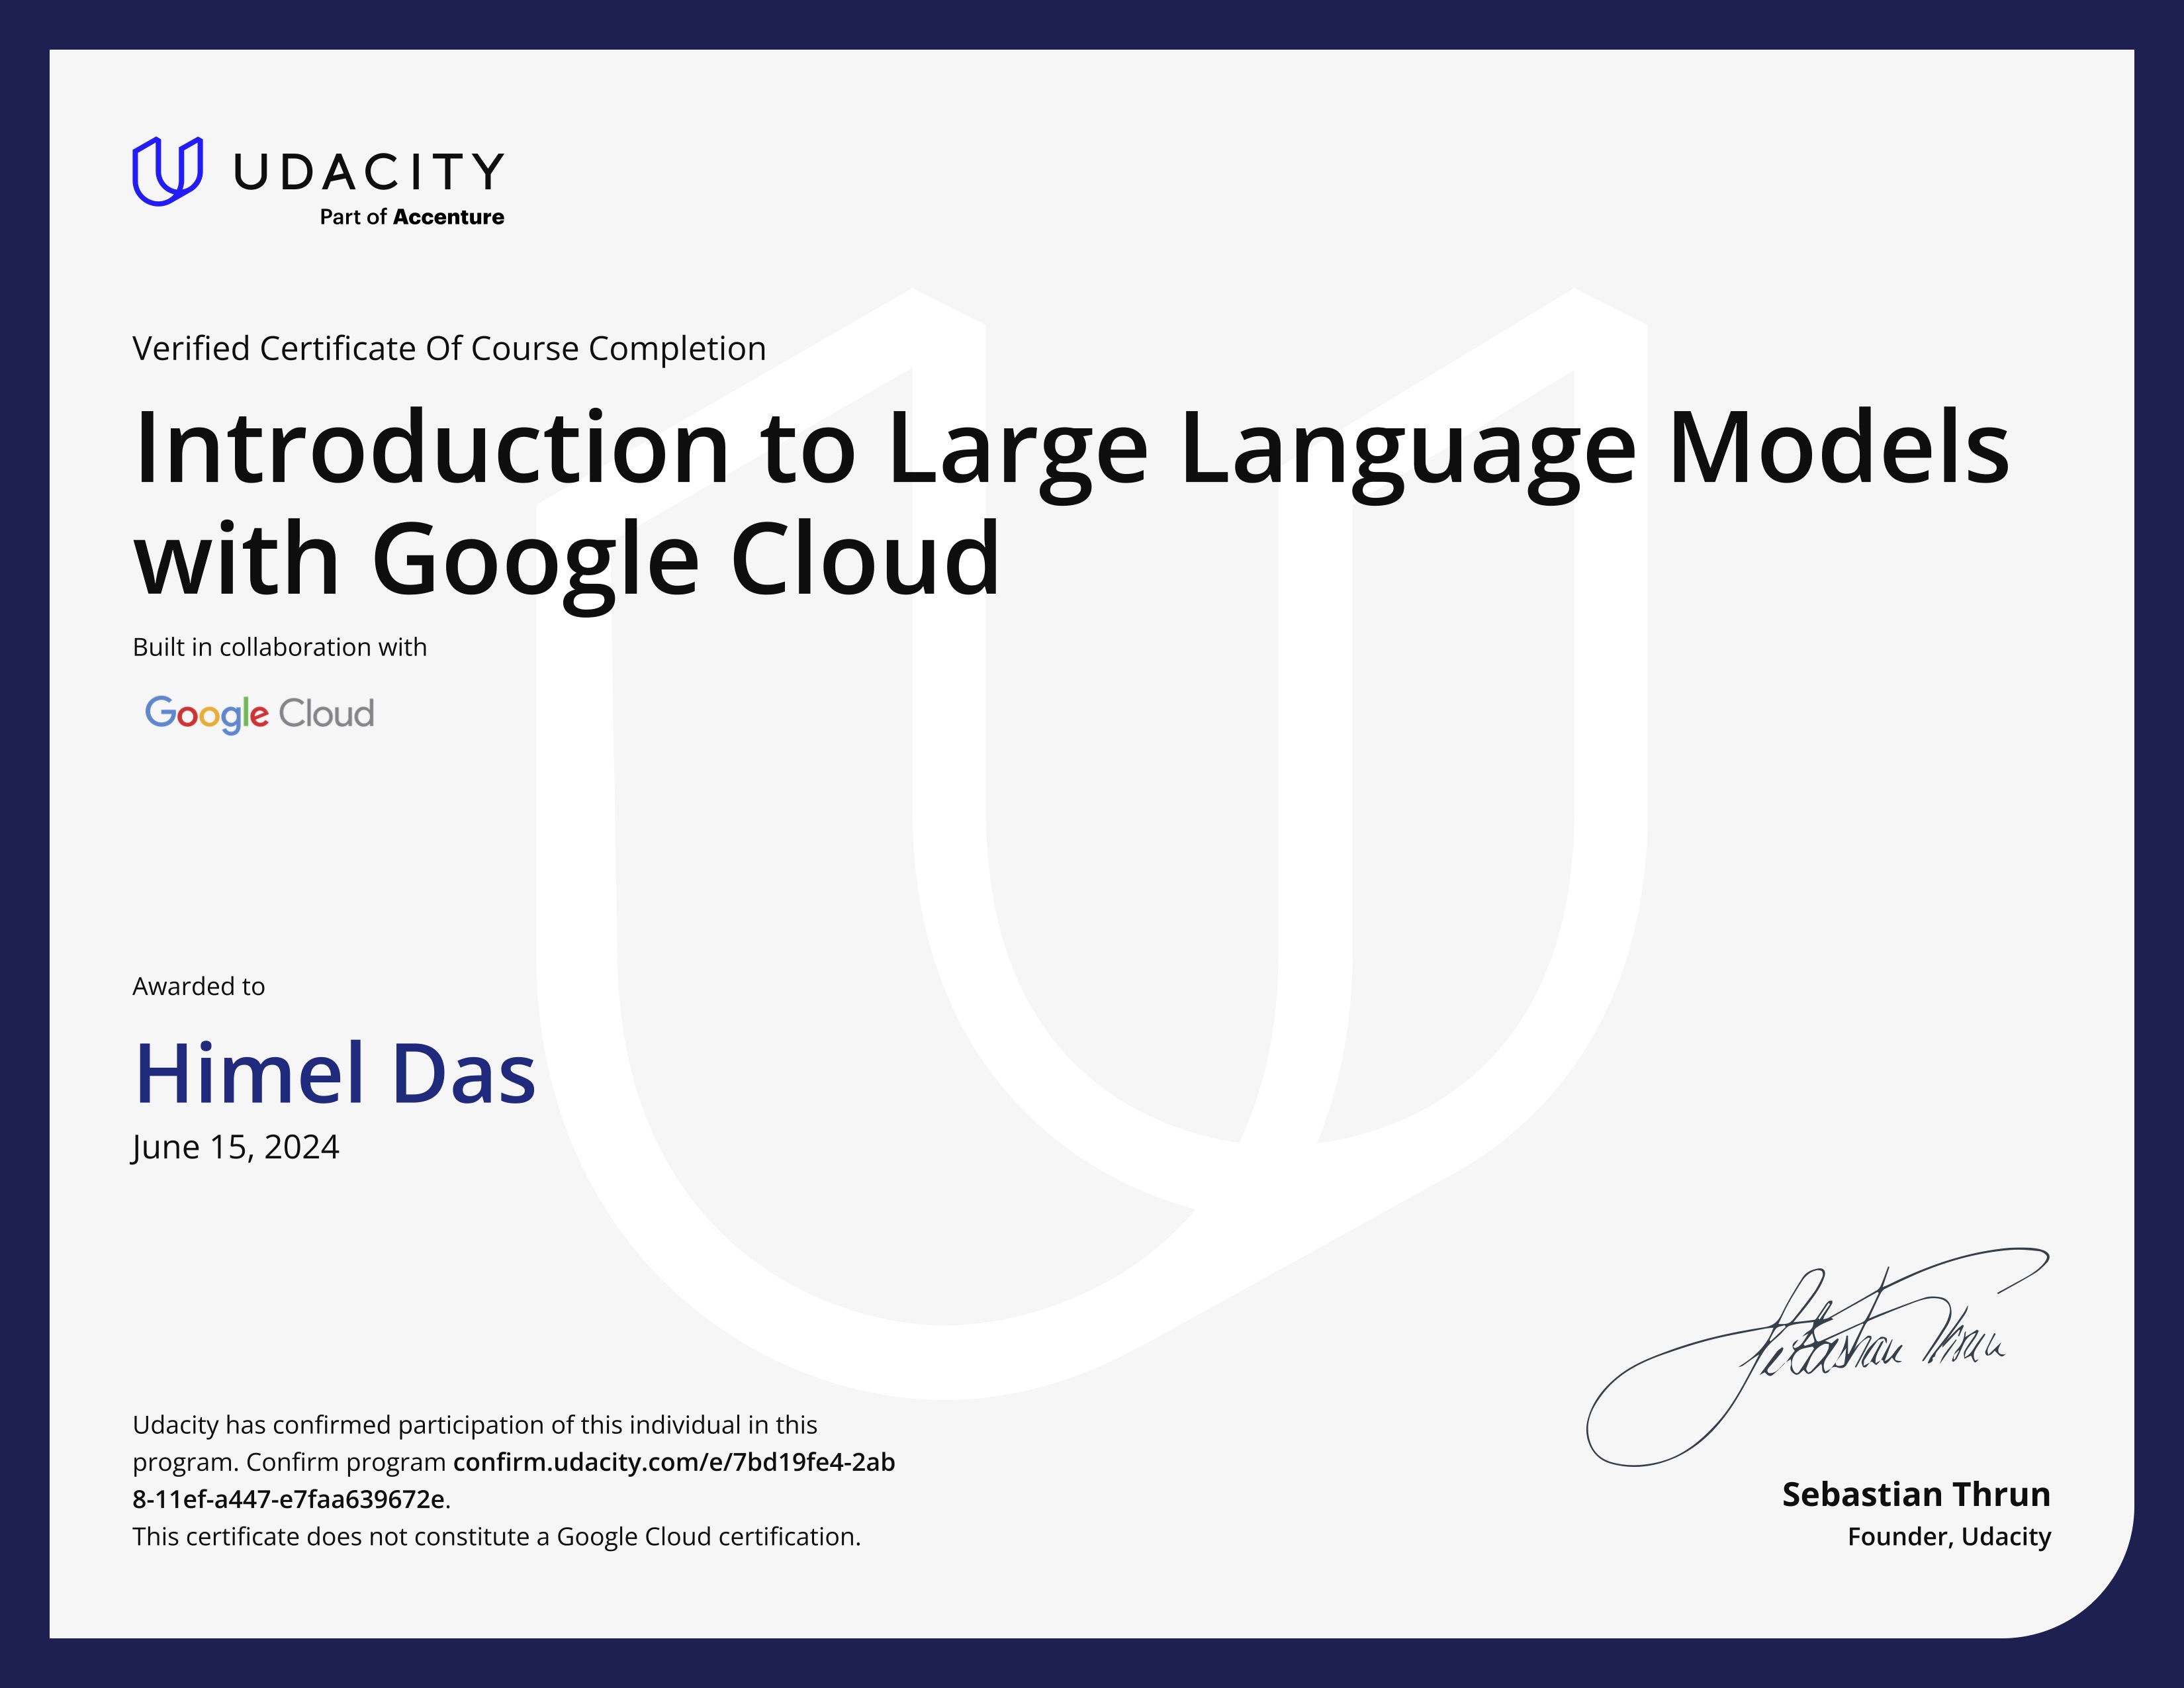 UDACITY
Part of Accenture
Verified Certificate Of Course Completion
Introduction to Large Language Models
with Google Cloud
Built in collaboration with
Google Cloud
Awarded to
Himel Das
June 15, 2024
Udacity has confirmed participation of this individual in this
program. Confirm program confirm.udacity.com/e/7bd19fe4-2ab
8-11ef-a447-e7faa639672e.
This certificate does not constitute a Google Cloud certification.
Sebastian Thrun
Sebastian Thrun
Founder, Udacity